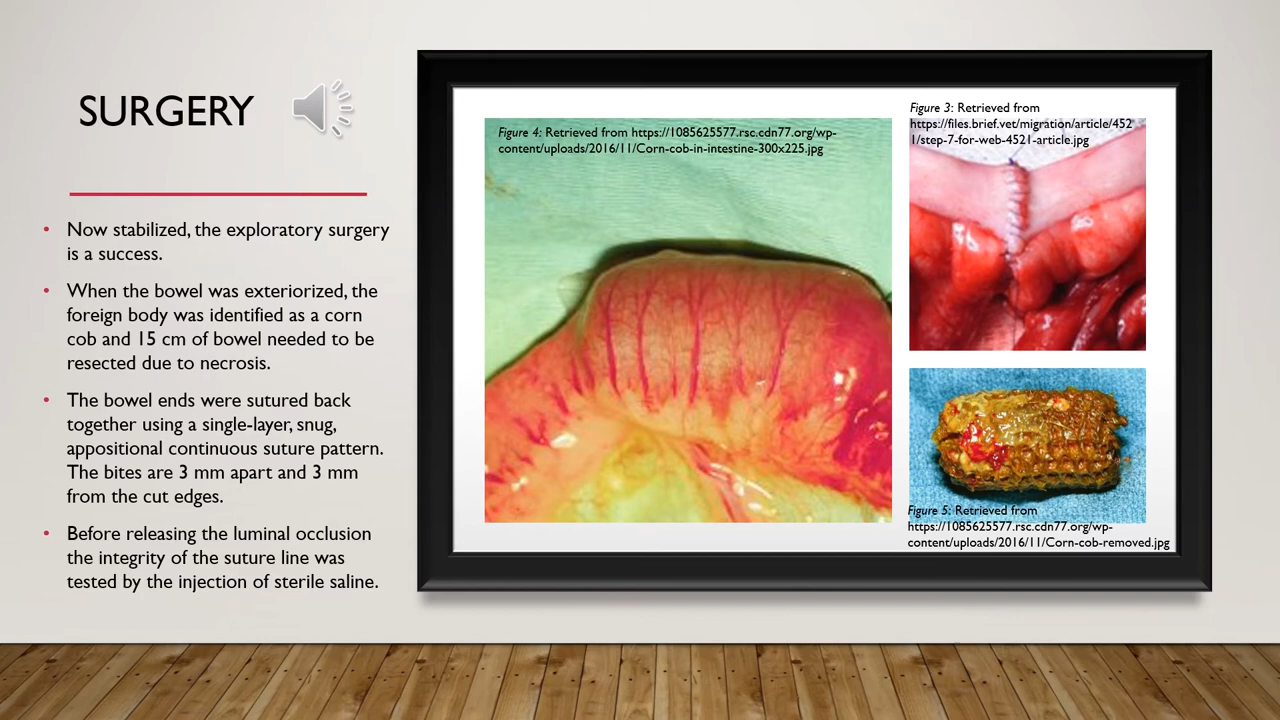 SURGERY
• Now stabilized, the exploratory surgery
is a success.
• When the bowel was exteriorized, the
foreign body was identified as a corn
cob and 15 cm of bowel needed to be
resected due to necrosis.
• The bowel ends were sutured back
together using a single-layer, snug,
appositional continuous suture pattern.
The bites are 3 mm apart and 3 mm
from the cut edges.
• Before releasing the luminal occlusion
the integrity of the suture line was
tested by the injection of sterile saline.
Figure 4: Retrieved from https://1085625577.rsc.cdn77.org/wp-
content/uploads/2016/11/Corn-cob-in-intestine-300x225.jpg
Figure 3: Retrieved from
https://files.brief.vet/migration/article/452
1/step-7-for-web-4521-article.jpg
Figure 5: Retrieved from
https://1085625577.rsc.cdn77.org/wp-
content/uploads/2016/11/Corn-cob-removed.jpg